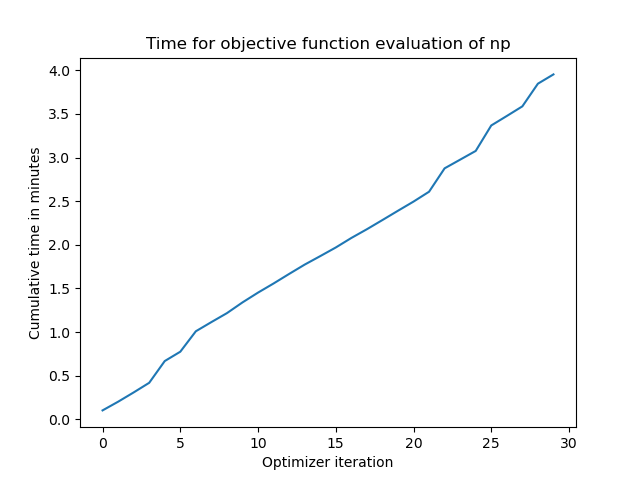 Time for objective function evaluation of np
4.0
3.5
3.0
2.5
2.0
1.5
1.0
0.5
0.0
Cumulative time in minutes
0 5 10 15 20 25 30
Optimizer iteration